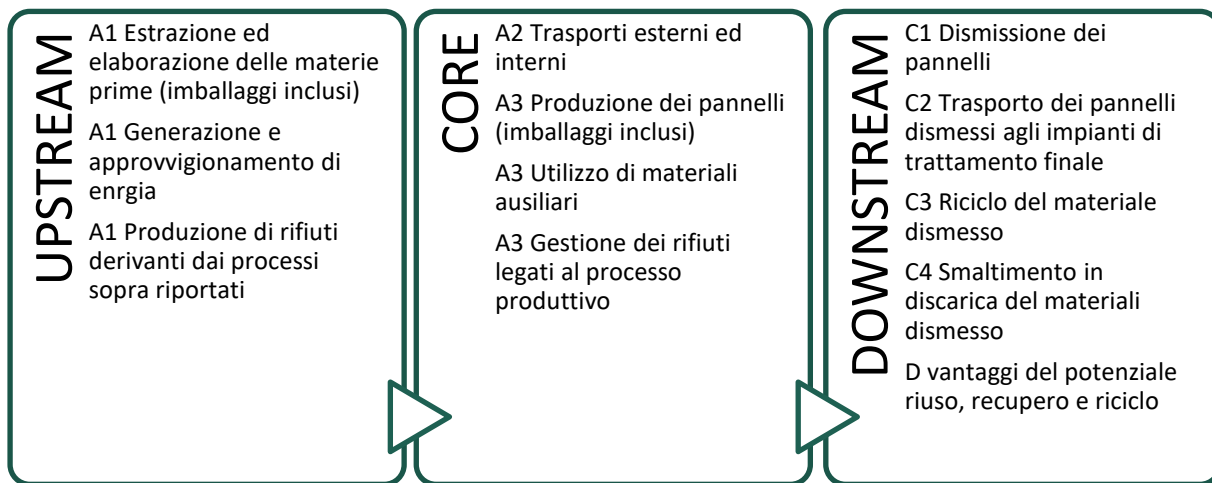 UPSTREAM
A1 Estrazione ed
elaborazione delle materie
prime (imballaggi inclusi)
A1 Generazione e
approvvigionamento di
enrgia
A1 Produzione di rifiuti
derivanti dai processi
sopra riportati
CORE
A2 Trasporti esterni ed
interni
A3 Produzione dei pannelli
(imballaggi inclusi)
A3 Utilizzo di materiali
ausiliari
A3 Gestione dei rifiuti
legati al processo
produttivo
DOWNSTREAM
C1 Dismissione dei
pannelli
C2 Trasporto dei pannelli
dismessi agli impianti di
trattamento finale
C3 Riciclo del materiale
dismesso
C4 Smaltimento in
discarica del materiali
dismesso
D vantaggi del potenziale
riuso, recupero e riciclo